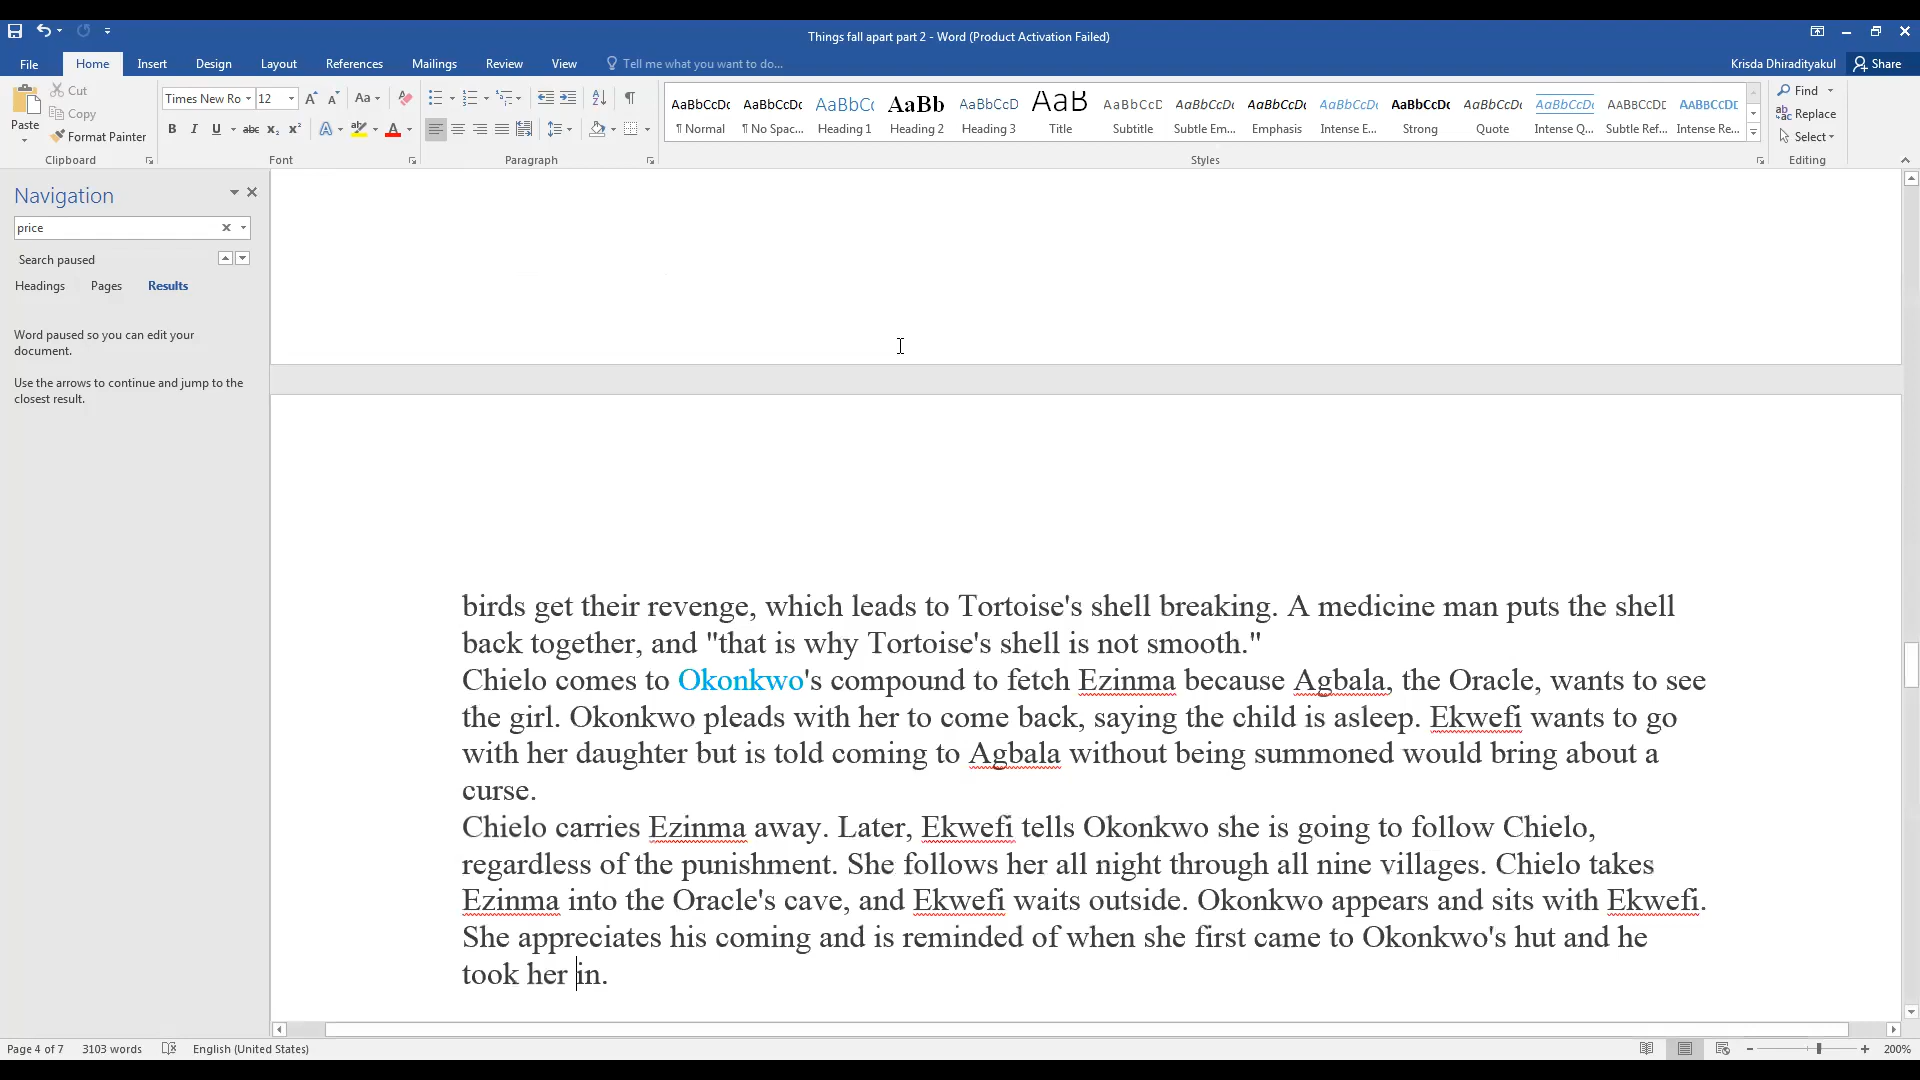 Things fall apart part 2 - Word (Product Activation Failed)
File Home Insert Design Layout References Mailings Review View Tell me what you want to do... Krisda Dhiradityakul Share
Paste Cut
Copy
Format Painter
Clipboard
Times New Ro 12
Font
Paragraph
AaBbCcDc AaBbCcDc AaBbCc AaBb AaBbCcD AaB AaBbCcD AaBbCcDc AaBbCcDc AaBbCcDc AaBbCcDc AaBbCcDc AaBbCcDc AABBCCDC AABBCCDC
¶ Normal ¶ No Spac... Heading 1 Heading 2 Heading 3 Title Subtitle Subtle Em... Emphasis Intense E... Strong Quote Intense Q... Subtle Ref... Intense Re...
Styles
Find
Replace
Select
Editing
Navigation
price
Search paused
Headings Pages Results
Word paused so you can edit your
document.
Use the arrows to continue and jump to the
closest result.
birds get their revenge, which leads to Tortoise's shell breaking. A medicine man puts the shell
back together, and "that is why Tortoise's shell is not smooth."
Chielo comes to Okonkwo's compound to fetch Ezinma because Agbala, the Oracle, wants to see
the girl. Okonkwo pleads with her to come back, saying the child is asleep. Ekwefi wants to go
with her daughter but is told coming to Agbala without being summoned would bring about a
curse.
Chielo carries Ezinma away. Later, Ekwefi tells Okonkwo she is going to follow Chielo,
regardless of the punishment. She follows her all night through all nine villages. Chielo takes
Ezinma into the Oracle's cave, and Ekwefi waits outside. Okonkwo appears and sits with Ekwefi.
She appreciates his coming and is reminded of when she first came to Okonkwo's hut and he
took her in.
Page 4 of 7 3103 words English (United States) 200%